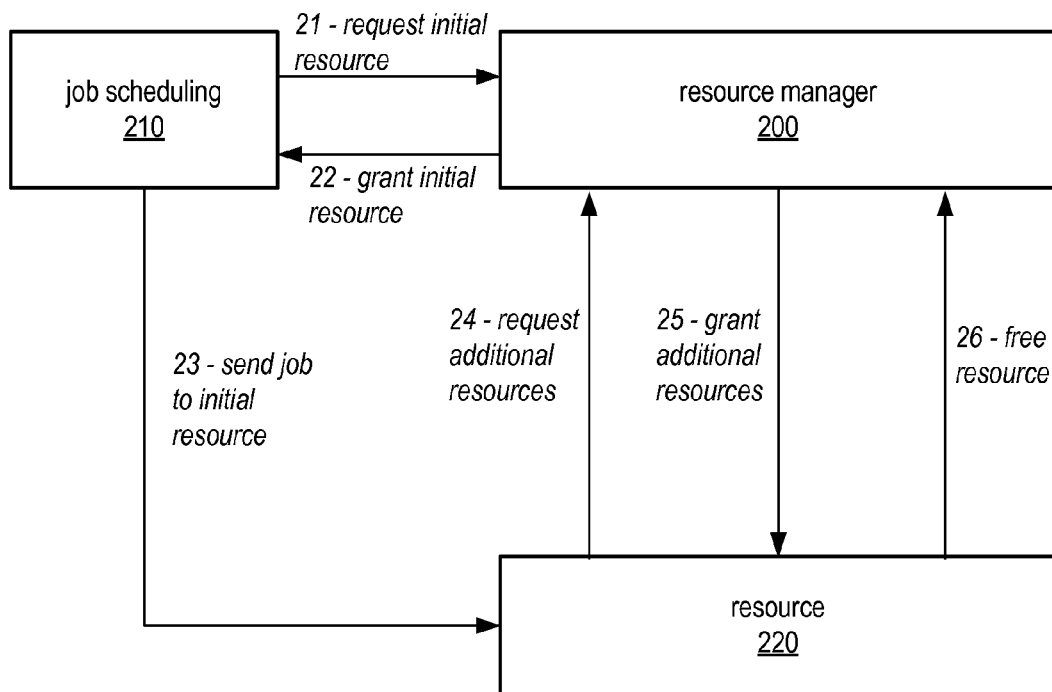 21 - request initial
resource
job scheduling
210
resource manager
200
22 - grant initial
resource
23 - send job
to initial
resource
24 - request
additional
resources
25 - grant
additional
resources
26 - free
resource
resource
220